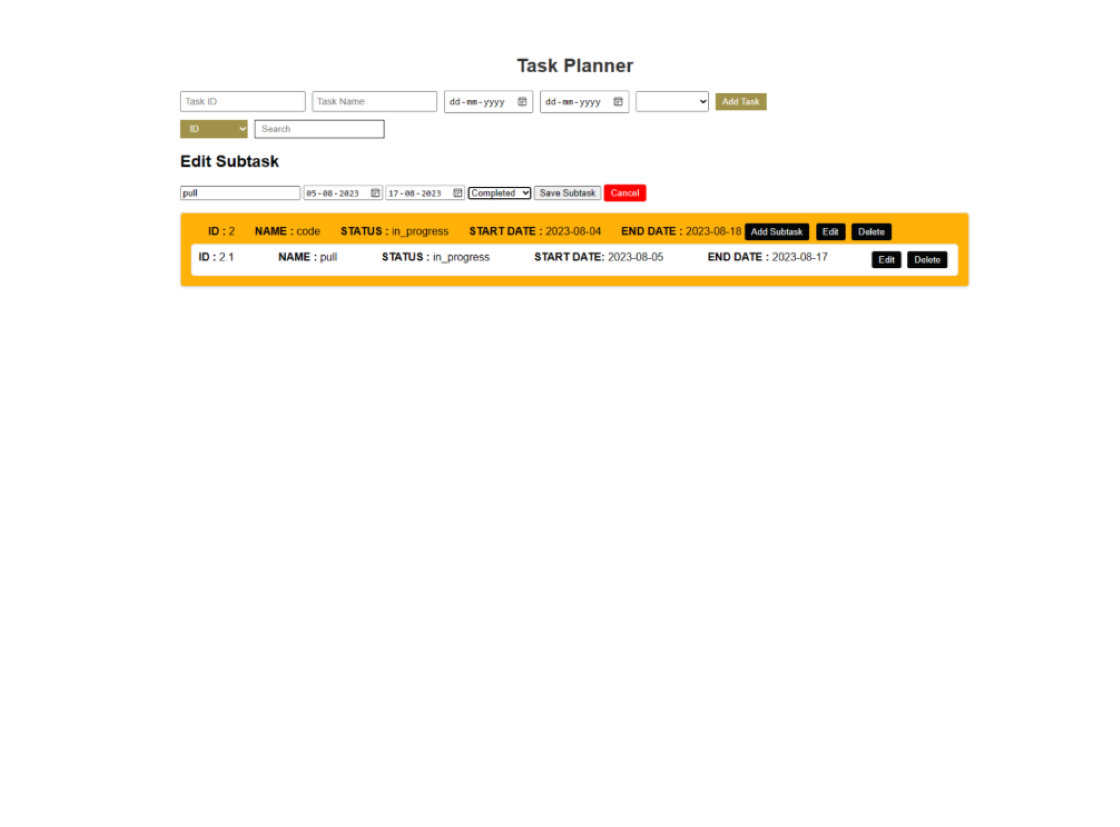 Task Planner
Task ID Task Name dd-mm-yyyy dd-mm-yyyy Add Task
ID Search
Edit Subtask
pull 05-08-2023 17-08-2023 Completed Save Subtask Cancel
ID : 2 NAME : code STATUS : in_progress START DATE : 2023-08-04 END DATE : 2023-08-18 Add Subtask Edit Delete
ID : 2.1 NAME : pull STATUS : in_progress START DATE: 2023-08-05 END DATE : 2023-08-17 Edit Delete